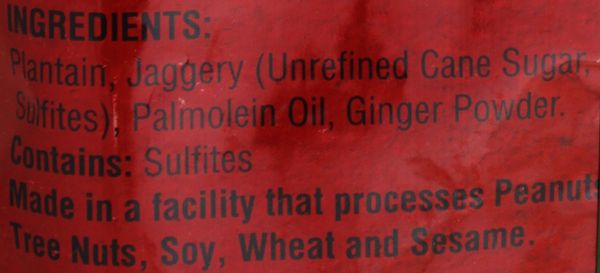 INGREDIENTS:
Plantain, Jaggery (Unrefined Cane Sugar,
Sulfites), Palmolein Oil, Ginger Powder.
Contains: Sulfites
Made in a facility that processes Peanuts
Tree Nuts, Soy, Wheat and Sesame.